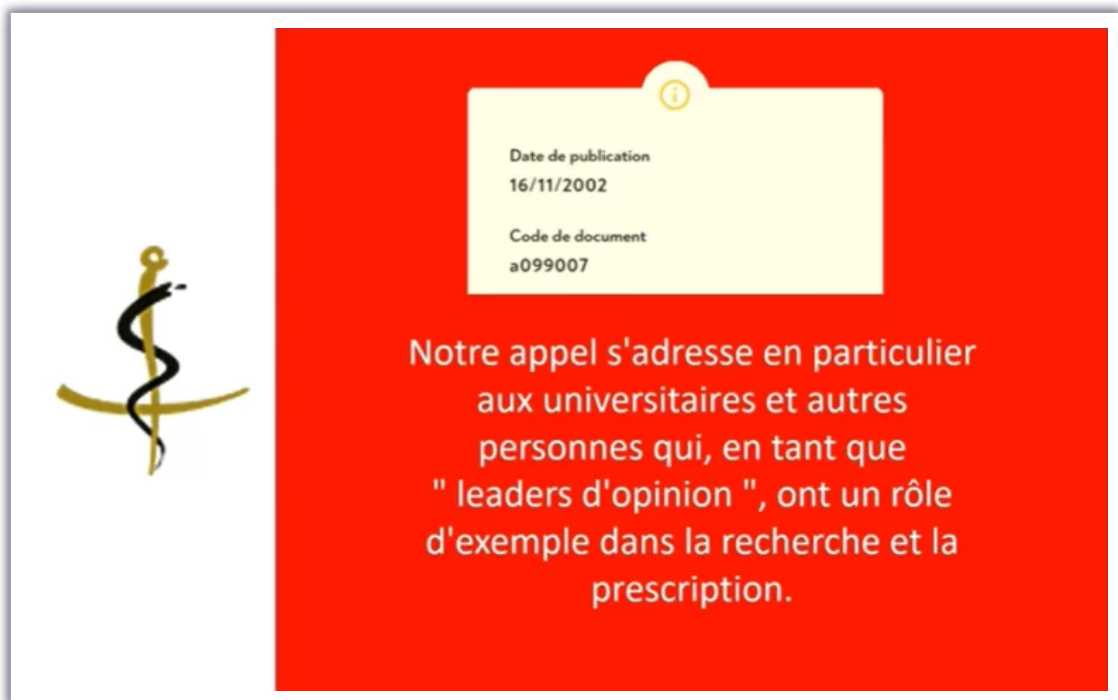 Date de publication
16/11/2002
Code de document
a099007
Notre appel s'adresse en particulier
aux universitaires et autres
personnes qui, en tant que
" leaders d'opinion ", ont un rôle
d'exemple dans la recherche et la
prescription.